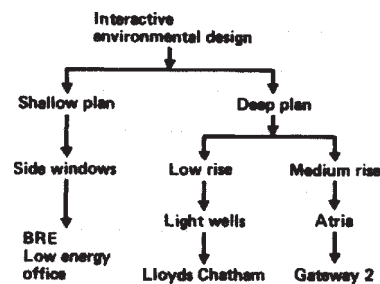 Interactive
environmental design
Shallow plan
Deep plan
Side windows
Low rise
Medium rise
Light wells
Atria
BRE
Low energy
office
Lloyds Chatham
Gateway 2